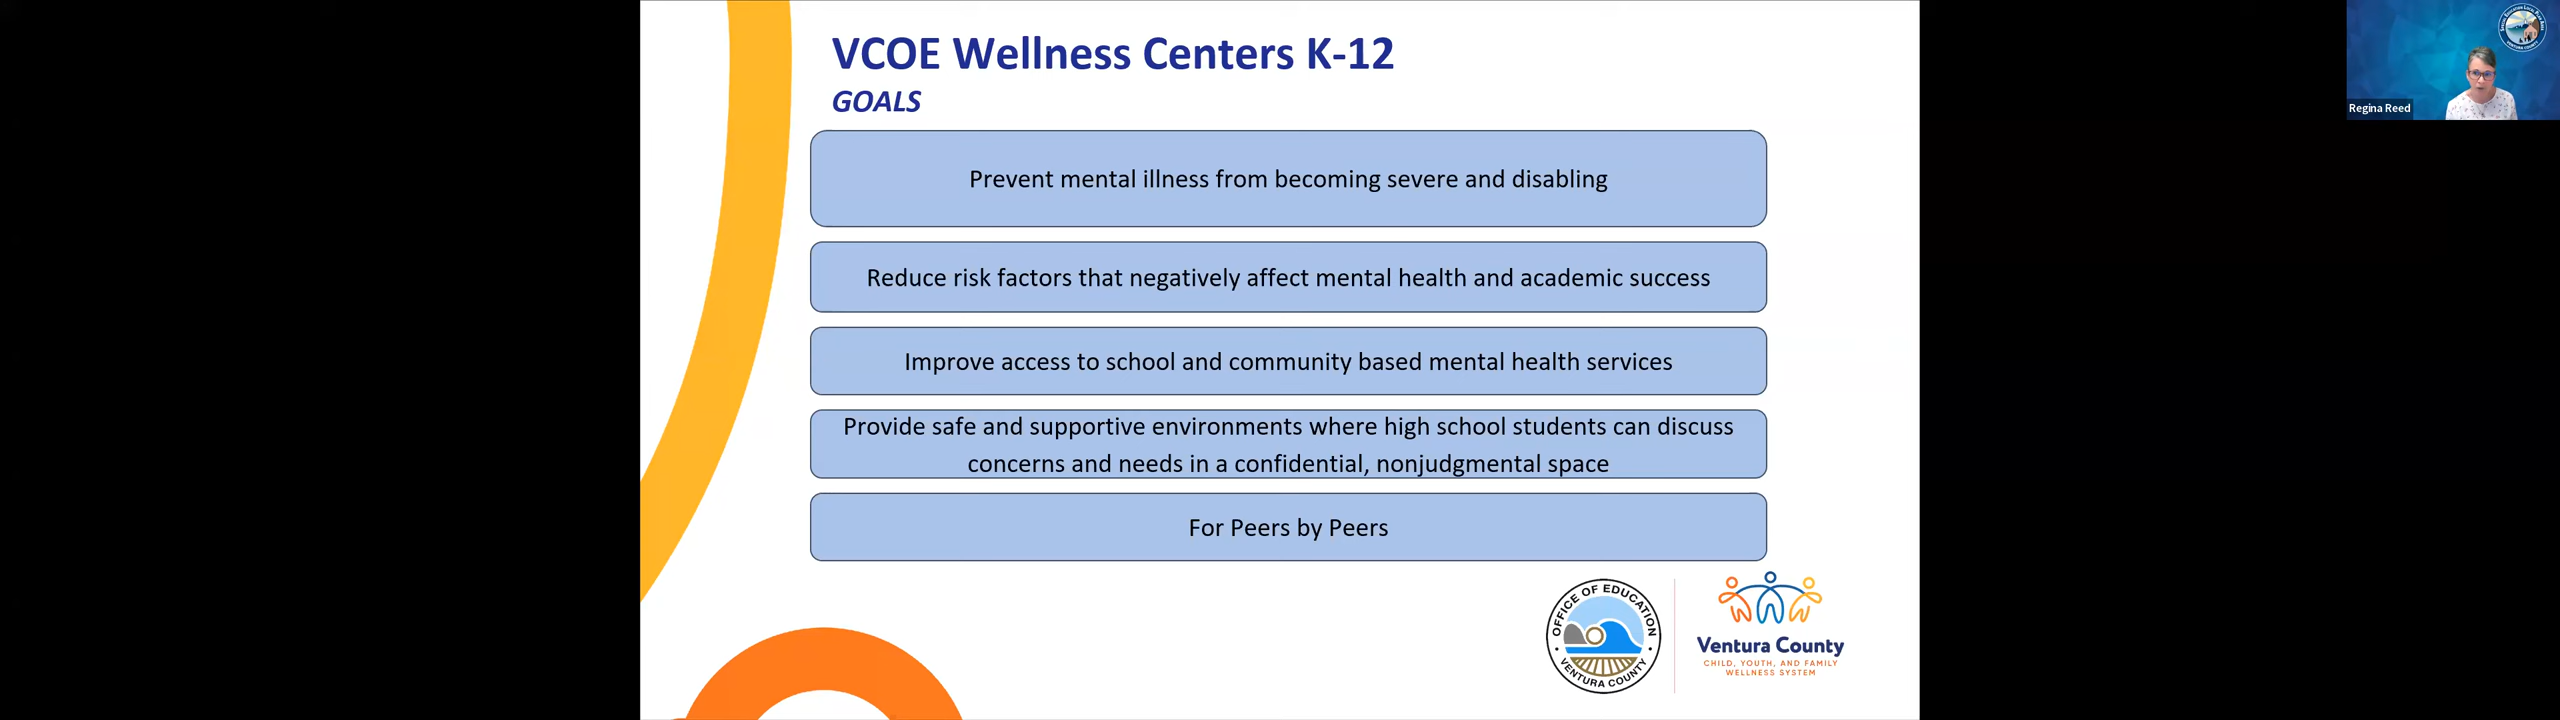 VCOE Wellness Centers K-12
GOALS
Prevent mental illness from becoming severe and disabling
Reduce risk factors that negatively affect mental health and academic success
Improve access to school and community based mental health services
Provide safe and supportive environments where high school students can discuss
concerns and needs in a confidential, nonjudgmental space
For Peers by Peers
OFFICE OF EDUCATION
VENTURA COUNTY
Ventura County
CHILD, YOUTH, AND FAMILY
WELLNESS SYSTEM
Regina Reed